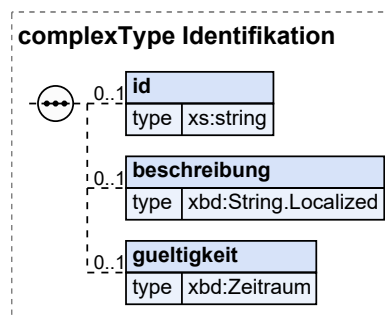 complexType Identifikation
0..1 id
type xs:string
0..1 beschreibung
type xbd:String.Localized
0..1 gueltigkeit
type xbd:Zeitraum